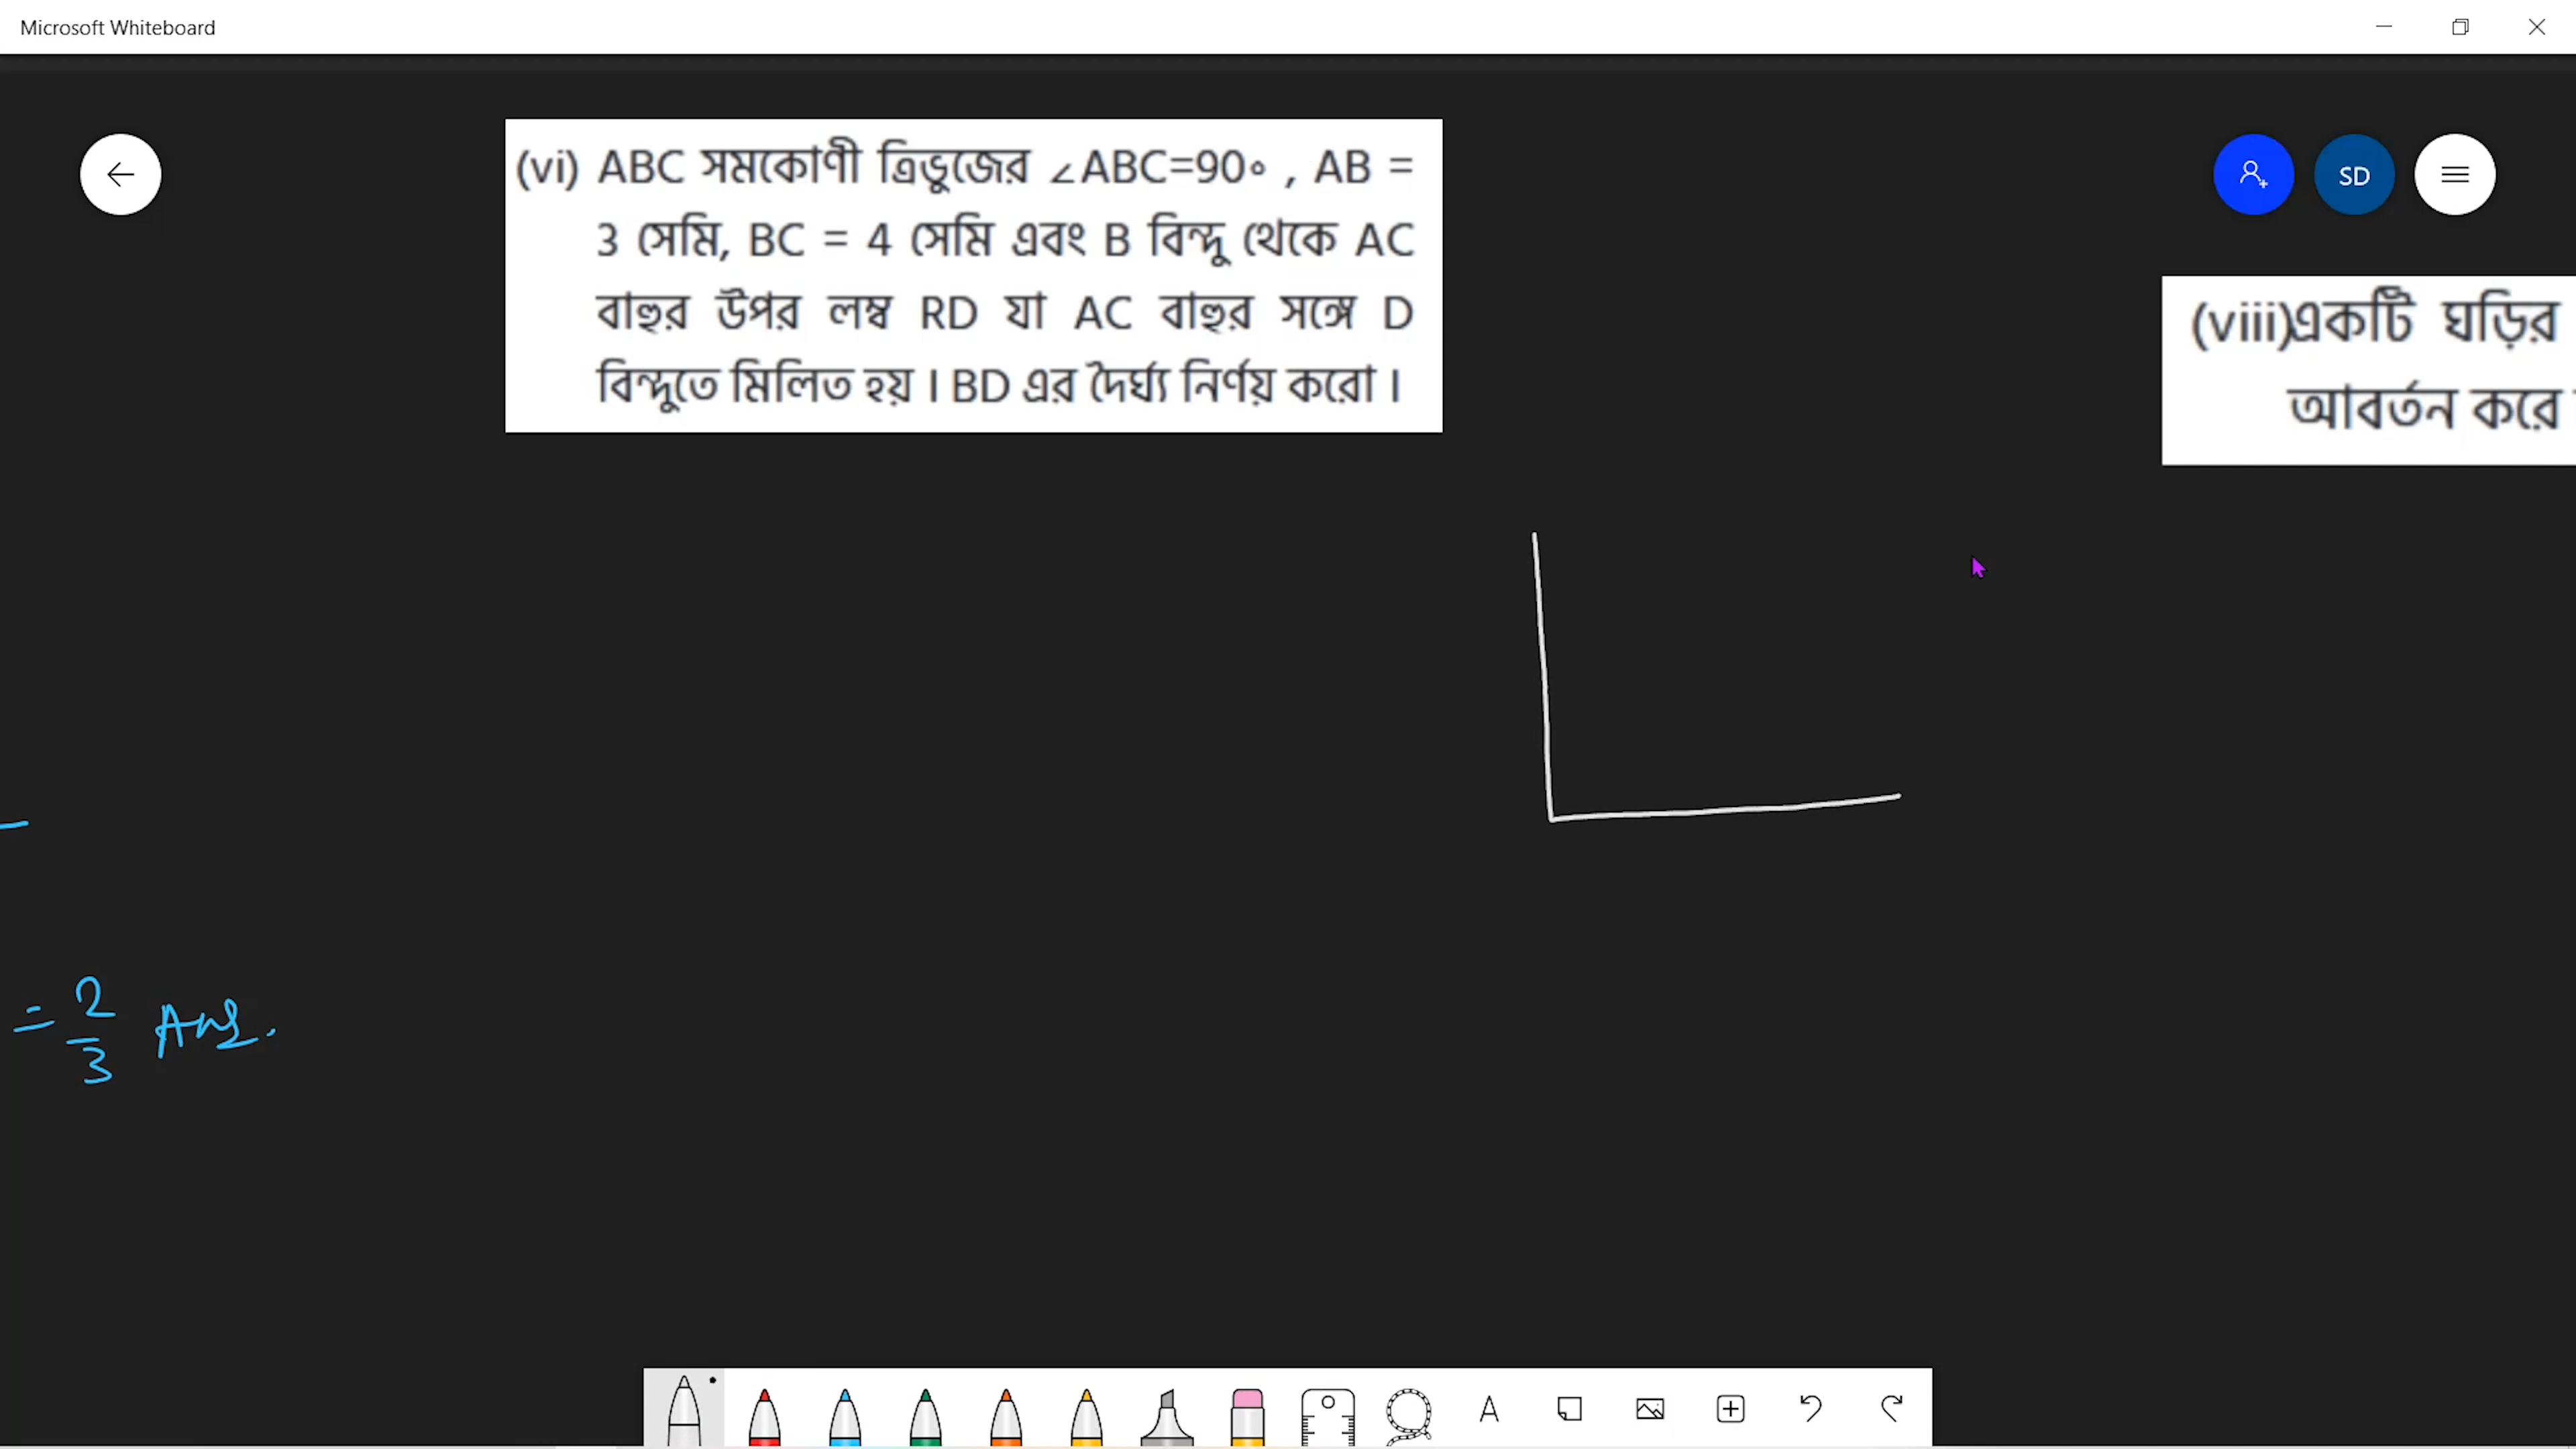 Microsoft Whiteboard
SD
(vi) ABC সমকোণী ত্রিভুজের ∠ABC=90∘ , AB =
3 সেমি, BC = 4 সেমি এবং B বিন্দু থেকে AC
বাহুর উপর লম্ব RD যা AC বাহুর সঙ্গে D
বিন্দুতে মিলিত হয় । BD এর দৈর্ঘ্য নির্ণয় করো ।
(viii)একটি ঘড়ির
আবর্তন করে
= 2/3 Ans.